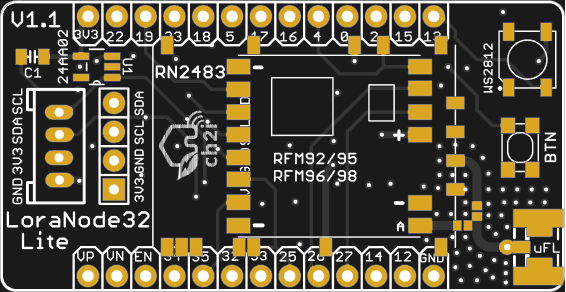 V1.1
3V3 22 19 23 18 5 17 16 4 0 2 15 13
24AA02
U1
C1
WS2812
RN2483
GND 3V3 SDA SCL
SDA
SCL
GND
3V3
RFM92/95
RFM96/98
BTN
A
LoraNode32
Lite
uFL
VP VN EN 34 35 32 33 25 26 27 14 12 GND